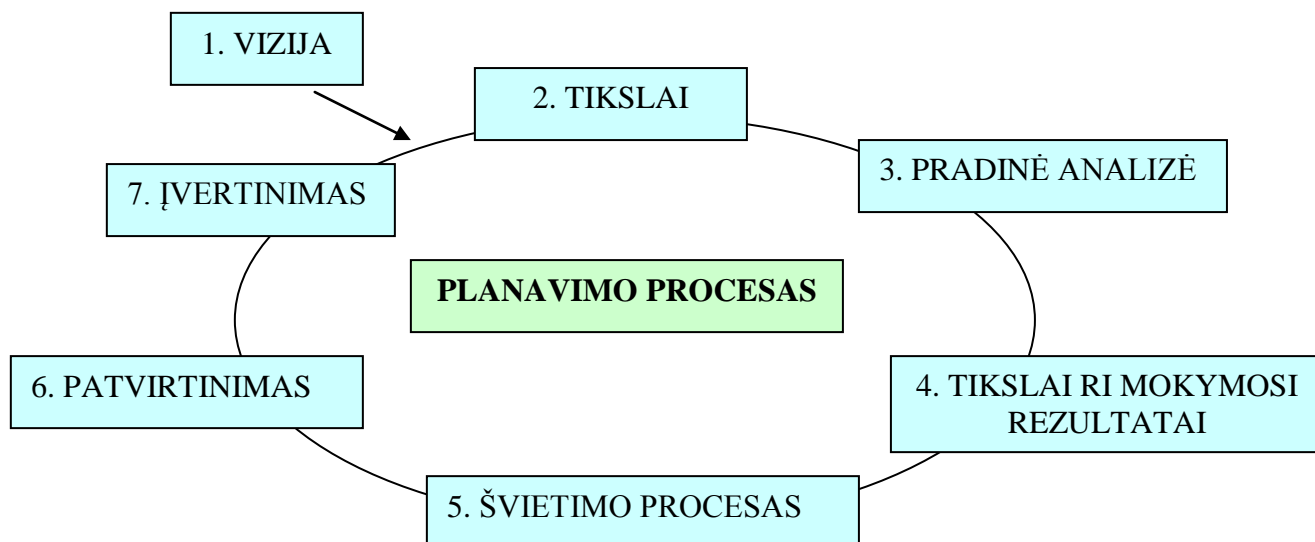 1. VIZIJA
2. TIKSLAI
3. PRADINĖ ANALIZĖ
7. ĮVERTINIMAS
PLANAVIMO PROCESAS
6. PATVIRTINIMAS
4. TIKSLAI RI MOKYMOSI
REZULTATAI
5. ŠVIETIMO PROCESAS